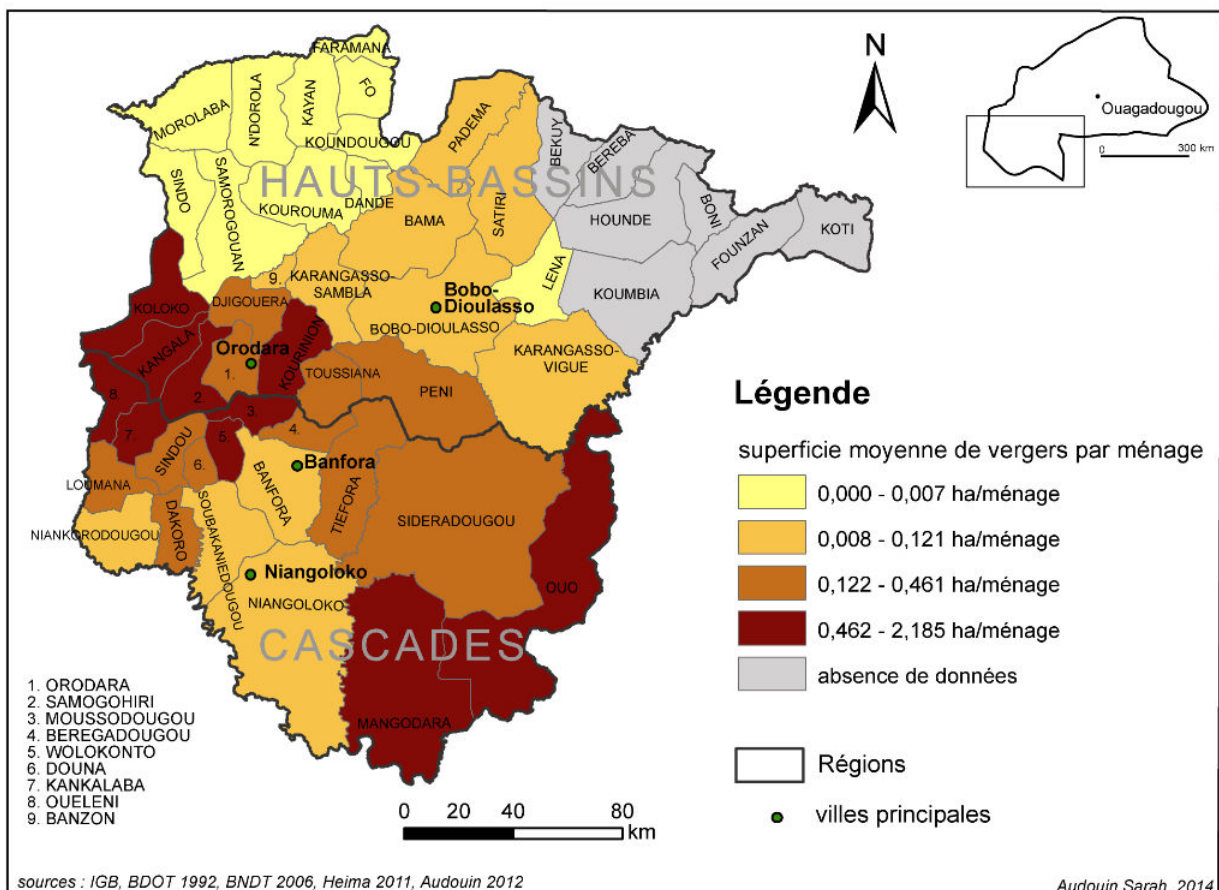 FARAMANA
N
FO
KAYAN
N'DOROLA
MOROLABA
Ouagadougou
PADEMA
0 300 km
KOUNDOUGOU
BEKUY
BEREBA
SINDO
SAMOROGOUAN
HAUTS-BASSINS
KOUROUMA
DANDE
BAMA
SATIRI
HOUNDE
BONI
FOUNZAN
KOTI
LENA
9.
KARANGASSO-
SAMBLA
KOUMBIA
DJIGOUERA
Bobo-
Dioulasso
KOLOKO
BOBO-DIOULASSO
KANGALA
Orodara
KOURINION
KARANGASSO-
VIGUE
1.
TOUSSIANA
PENI
8.
2.
3.
7.
5.
4.
SINDOU
6.
Banfora
BANFORA
LOUMANA
TIEFORA
SIDERADOUGOU
DAKORO
SOUBAKANIEDOUGOU
NIANKORODOUGOU
Niangoloko
NIANGOLOKO
OUO
CASCADES
MANGODARA
Légende
superficie moyenne de vergers par ménage
0,000 - 0,007 ha/ménage
0,008 - 0,121 ha/ménage
0,122 - 0,461 ha/ménage
0,462 - 2,185 ha/ménage
absence de données
Régions
villes principales
1. ORODARA
2. SAMOGOHIRI
3. MOUSSODOUGOU
4. BEREGADOUGOU
5. WOLOKONTO
6. DOUNA
7. KANKALABA
8. OUELENI
9. BANZON
0 20 40 80
km
sources : IGB, BDOT 1992, BNDT 2006, Heima 2011, Audouin 2012
Audouin Sarah, 2014